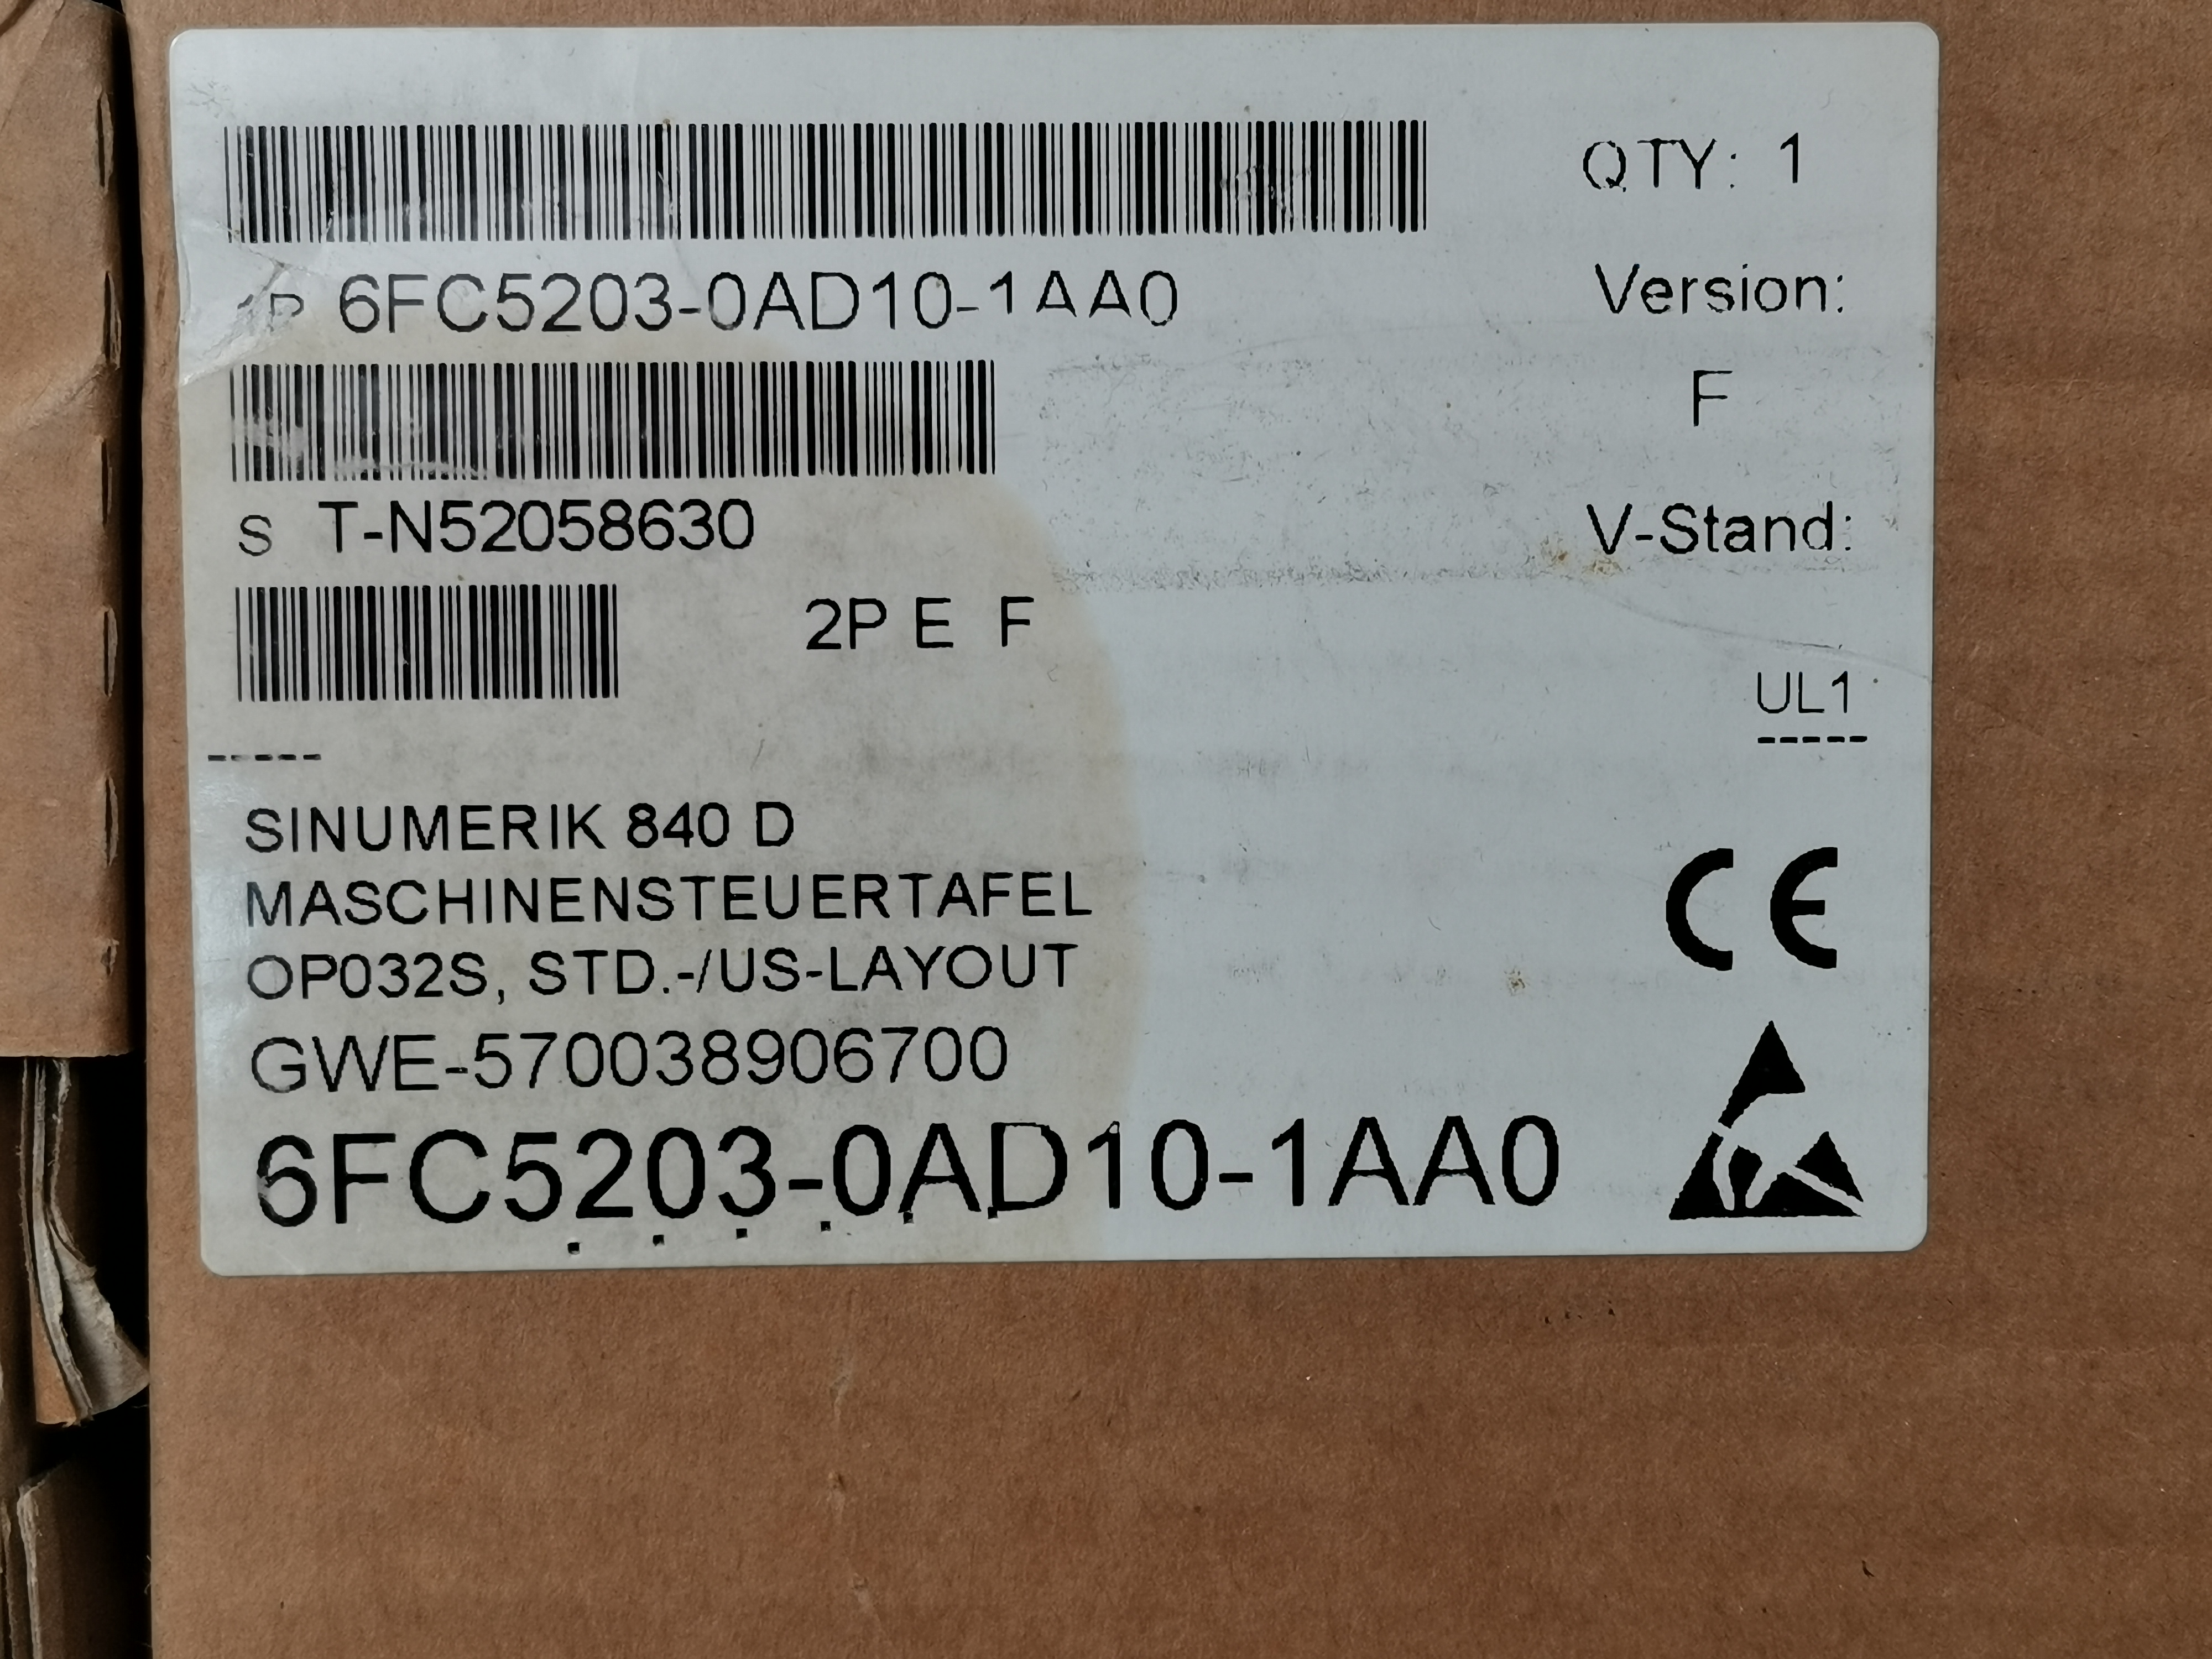 QTY: 1
1P 6FC5203-0AD10-1AA0
Version:
F
S T-N52058630
V-Stand:
2P E F
UL1
-----
-----
SINUMERIK 840 D
MASCHINENSTEUERTAFEL
OP032S, STD.-/US-LAYOUT
CE
GWE-570038906700
6FC5203-0AD10-1AA0